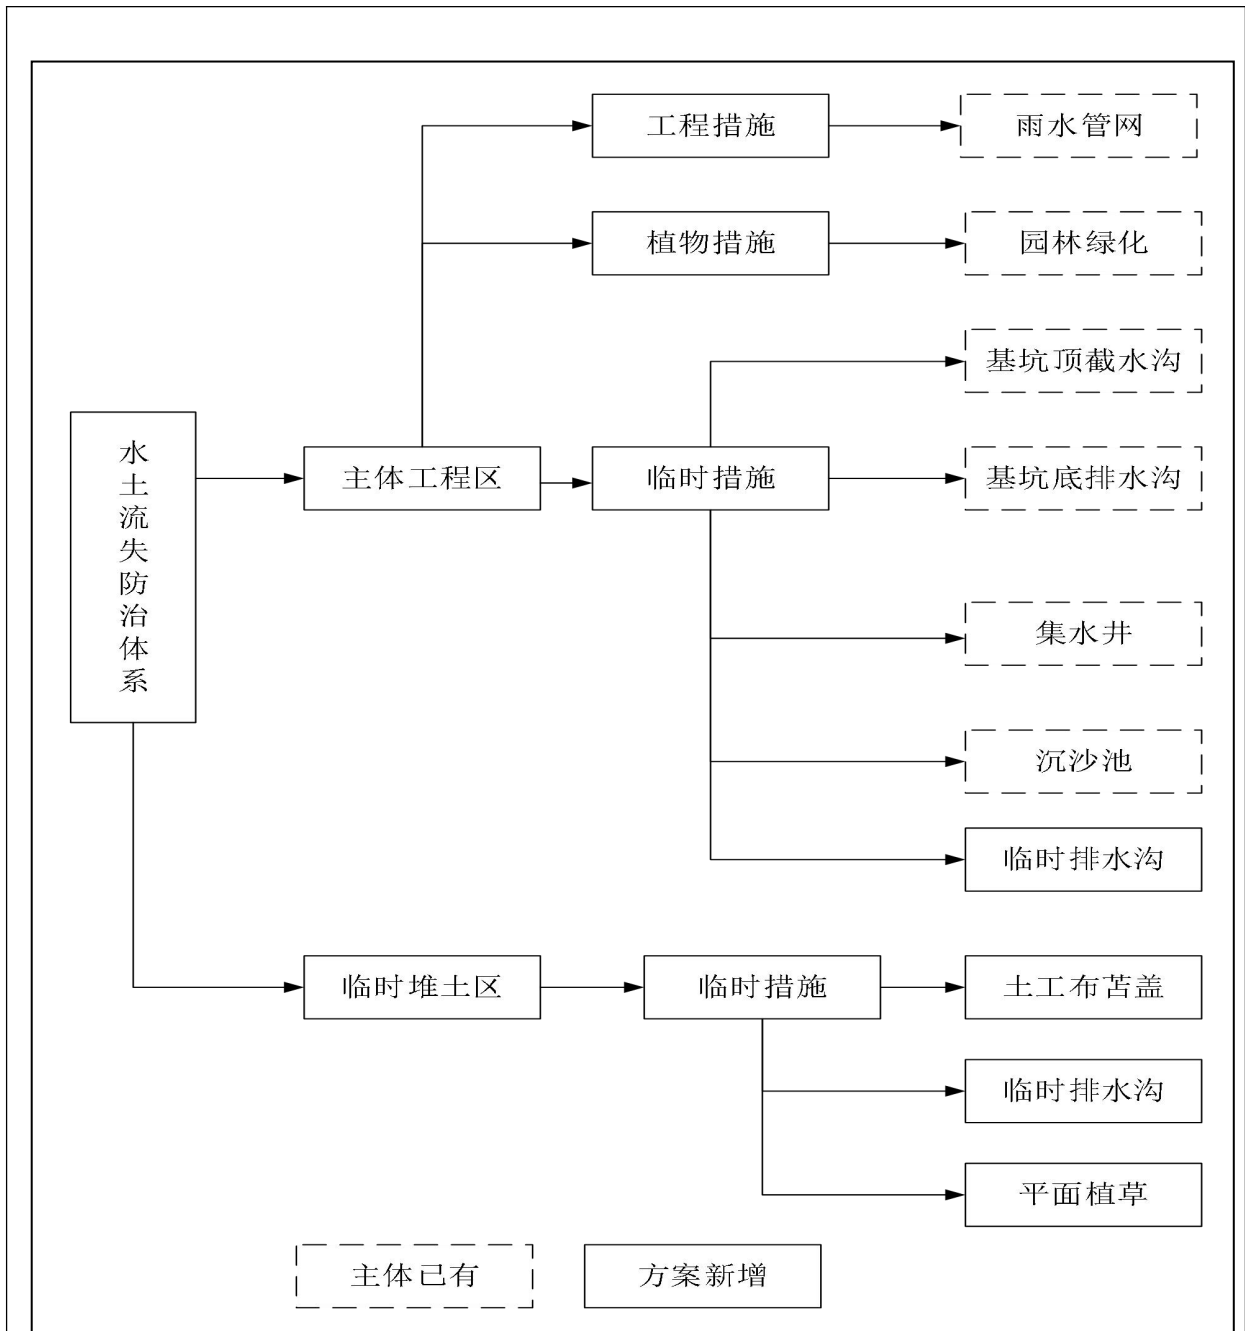 工程措施
雨水管网
植物措施
园林绿化
基坑顶截水沟
水土流失防治体系
主体工程区
临时措施
基坑底排水沟
集水井
沉沙池
临时排水沟
临时堆土区
临时措施
土工布苫盖
临时排水沟
平面植草
主体已有
方案新增